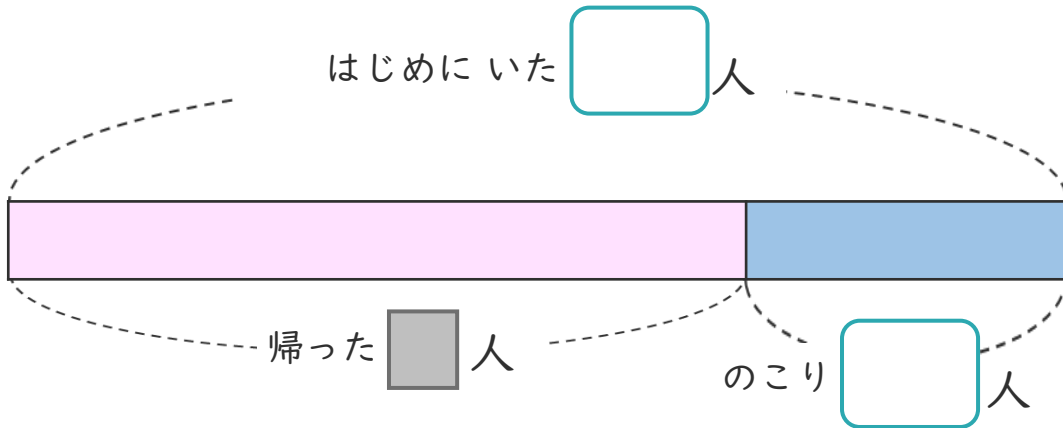 はじめに いた 人
帰った 人
のこり 人